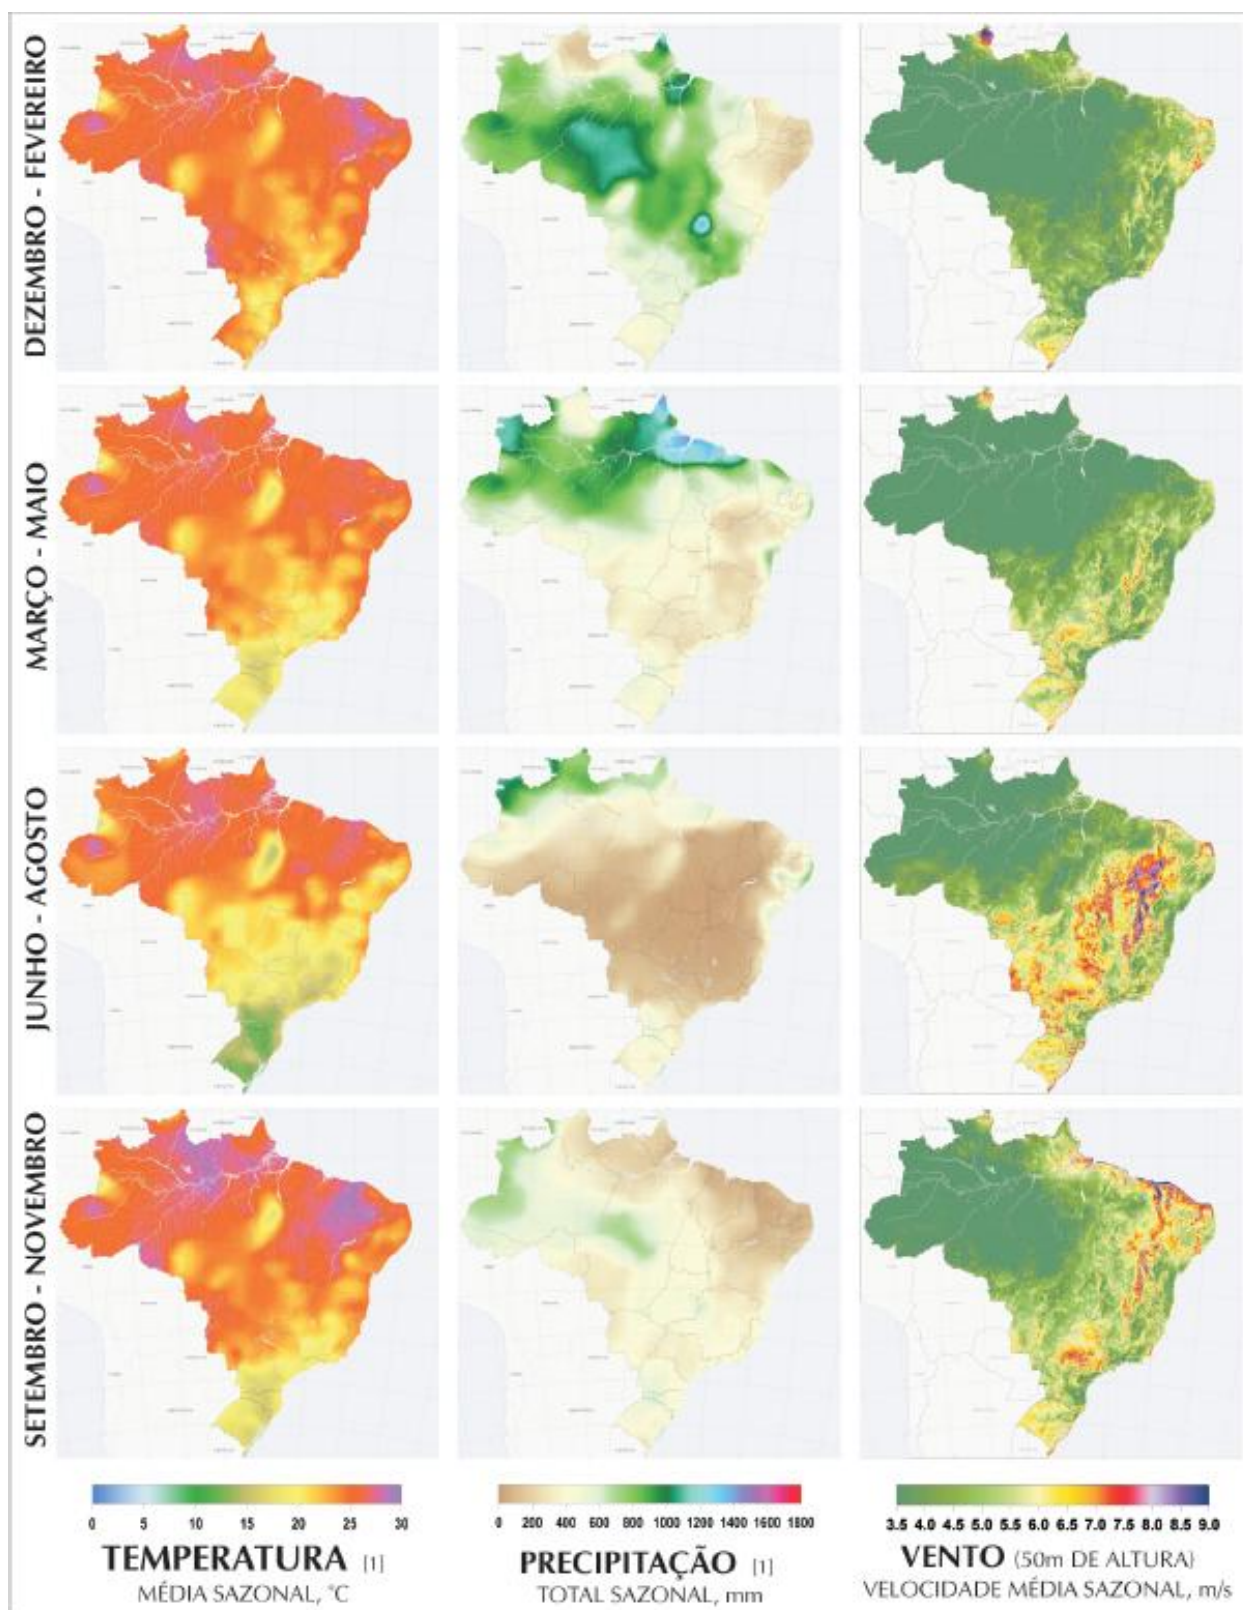 DEZEMBRO - FEVEREIRO
MARÇO - MAIO
JUNHO - AGOSTO
SETEMBRO - NOVEMBRO
0 5 10 15 20 25 30
TEMPERATURA [1]
MÉDIA SAZONAL, °C
0 200 400 600 800 1000 1200 1400 1600 1800
PRECIPITAÇÃO [1]
TOTAL SAZONAL, mm
3.5 4.0 4.5 5.0 5.5 6.0 6.5 7.0 7.5 8.0 8.5 9.0
VENTO (50m DE ALTURA)
VELOCIDADE MÉDIA SAZONAL, m/s